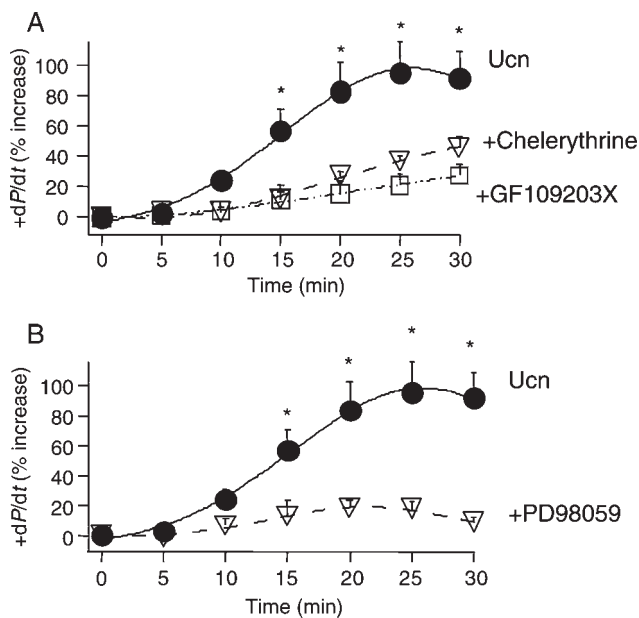 A
+dP/dt (% increase)
100
80
60
40
20
0
* * * *
Ucn
+Chelerythrine
+GF109203X
0 5 10 15 20 25 30
Time (min)
B
+dP/dt (% increase)
100
80
60
40
20
0
* * * *
Ucn
+PD98059
0 5 10 15 20 25 30
Time (min)